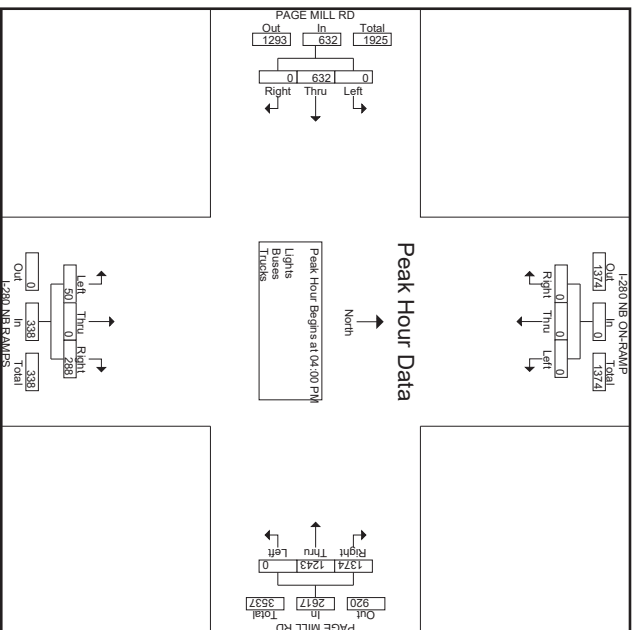 PAGE MILL RD
Out In Total
1293 632 1925
0 632 0
Right Thru Left
I-280 NB ON-RAMP
Out In Total
1374 0 1374
0 0 0
Right Thru Left
Peak Hour Data
North
Peak Hour Begins at 04:00 PM
Lights
Buses
Trucks
Left Thru Right
50 0 288
Out In Total
0 338 338
I-280 NB RAMPS
Left Thru Right
0 1243 1374
Total In Out
3537 2617 920
PAGE MILL RD